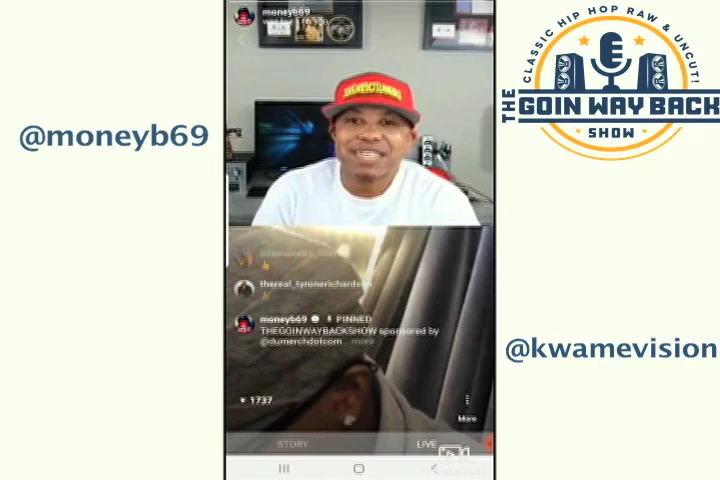 moneyb69
@moneyb69
CLASSIC HIP HOP RAW & UNCUT!
THE
GOIN WAY BACK
SHOW
thereal_tyronerichardson
moneyb69 PINNED
THEGOINWAYBACKSHOW sponsored by
@dumerchdotcom... more
@kwamevision
1737
More
STORY
LIVE